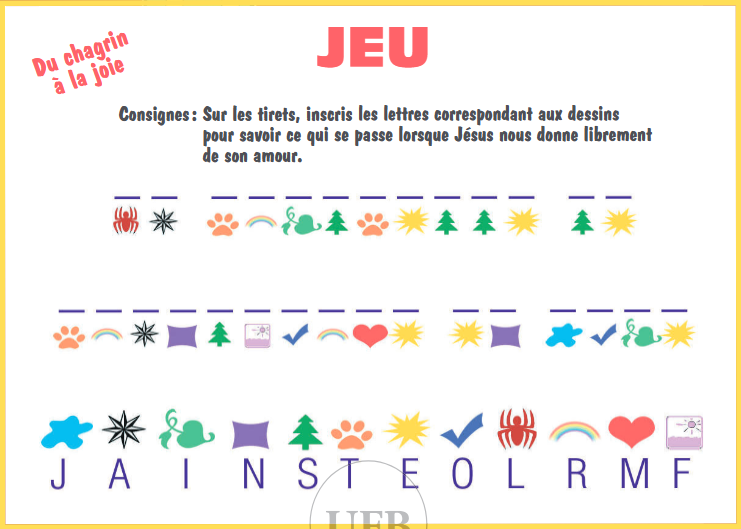 JEU
Du chagrin
à la joie
Consignes : Sur les tirets, inscris les lettres correspondant aux dessins
pour savoir ce qui se passe lorsque Jésus nous donne librement
de son amour.
J A I N S T E O L R M F
UEB